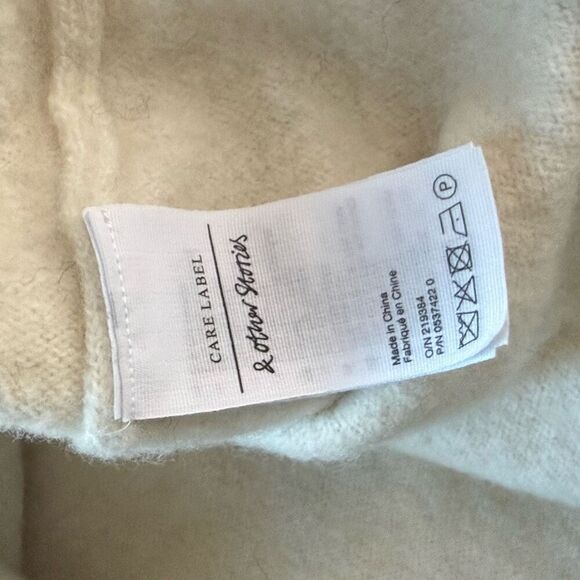 CARE LABEL
& Other Stories
Made in China
Fabriqué en Chine
O/N 219384
P/N 0537422 0
P